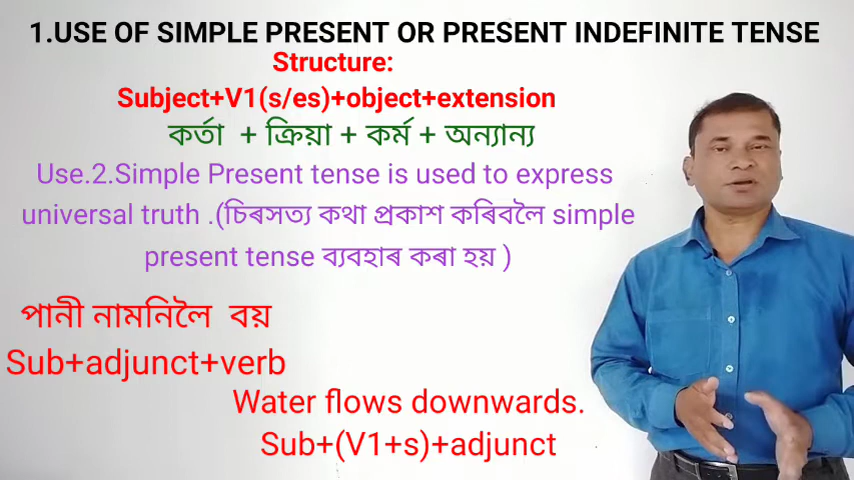 1.USE OF SIMPLE PRESENT OR PRESENT INDEFINITE TENSE
Structure:
Subject+V1(s/es)+object+extension
কৰ্তা + ক্ৰিয়া + কৰ্ম + অন্যান্য
Use.2.Simple Present tense is used to express
universal truth .(চিৰসত্য কথা প্ৰকাশ কৰিবলৈ simple
present tense ব্যবহাৰ কৰা হয় )
পানী নামনিলৈ বয়
Sub+adjunct+verb
Water flows downwards.
Sub+(V1+s)+adjunct